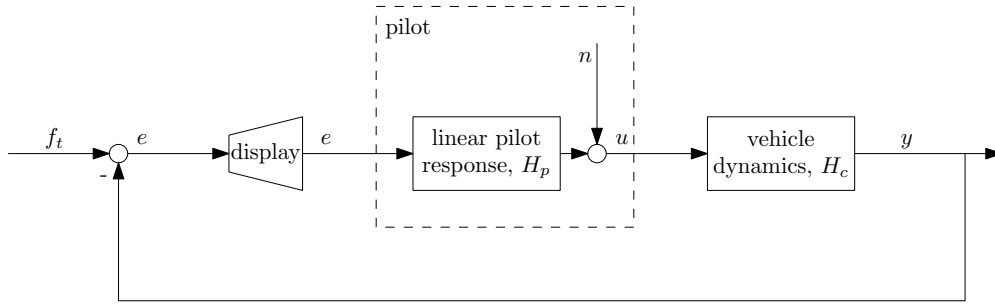 pilot
n
f_t
e
display
e
linear pilot
response, H_p
u
vehicle
dynamics, H_c
y
-